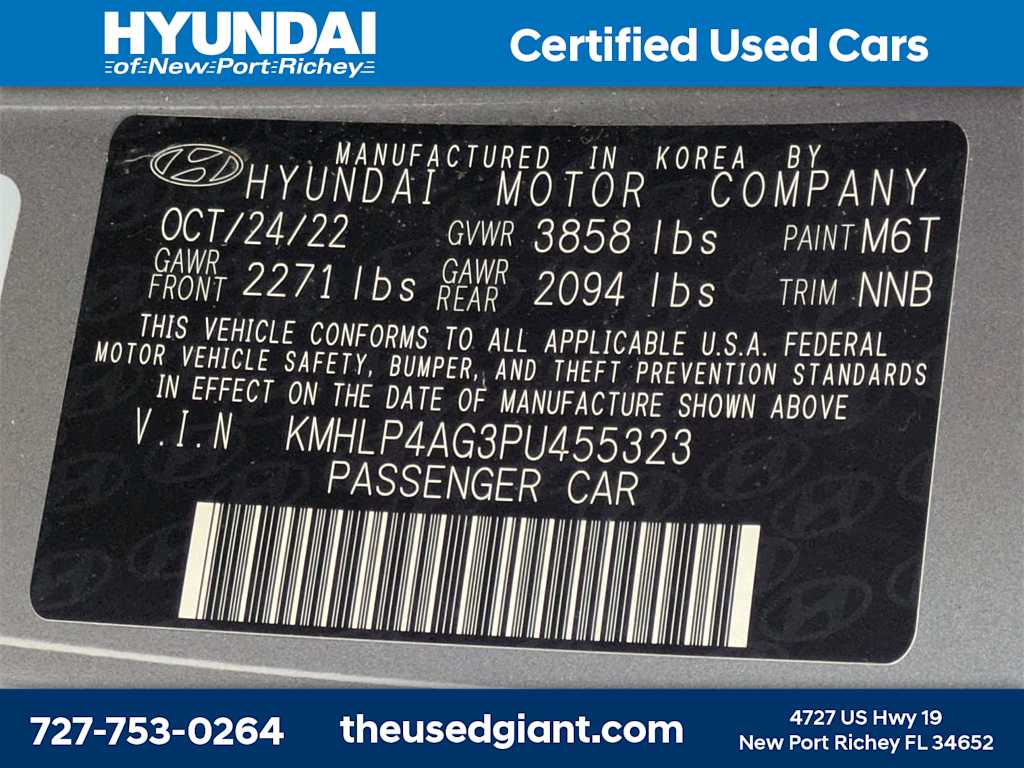 HYUNDAI
of New Port Richey
Certified Used Cars
MANUFACTURED IN KOREA BY
HYUNDAI MOTOR COMPANY
OCT/24/22 GVWR 3858 lbs PAINT M6T
GAWR FRONT 2271 lbs GAWR REAR 2094 lbs TRIM NNB
THIS VEHICLE CONFORMS TO ALL APPLICABLE U.S.A. FEDERAL
MOTOR VEHICLE SAFETY, BUMPER, AND THEFT PREVENTION STANDARDS
IN EFFECT ON THE DATE OF MANUFACTURE SHOWN ABOVE
V.I.N KMHLP4AG3PU455323
PASSENGER CAR
727-753-0264
theusedgiant.com
4727 US Hwy 19
New Port Richey FL 34652